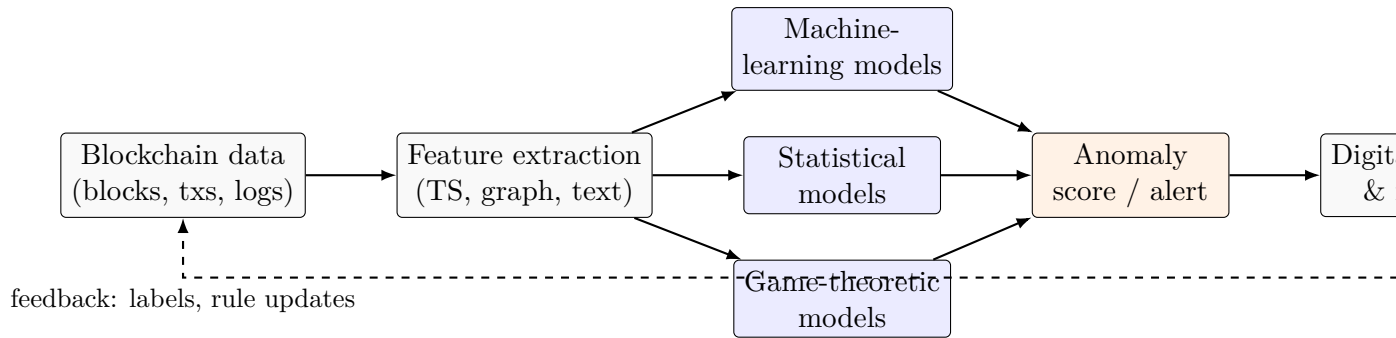 Machine-
learning models
Blockchain data
(blocks, txs, logs)
Feature extraction
(TS, graph, text)
Statistical
models
Anomaly
score / alert
&
Game-theoretic
models
feedback: labels, rule updates